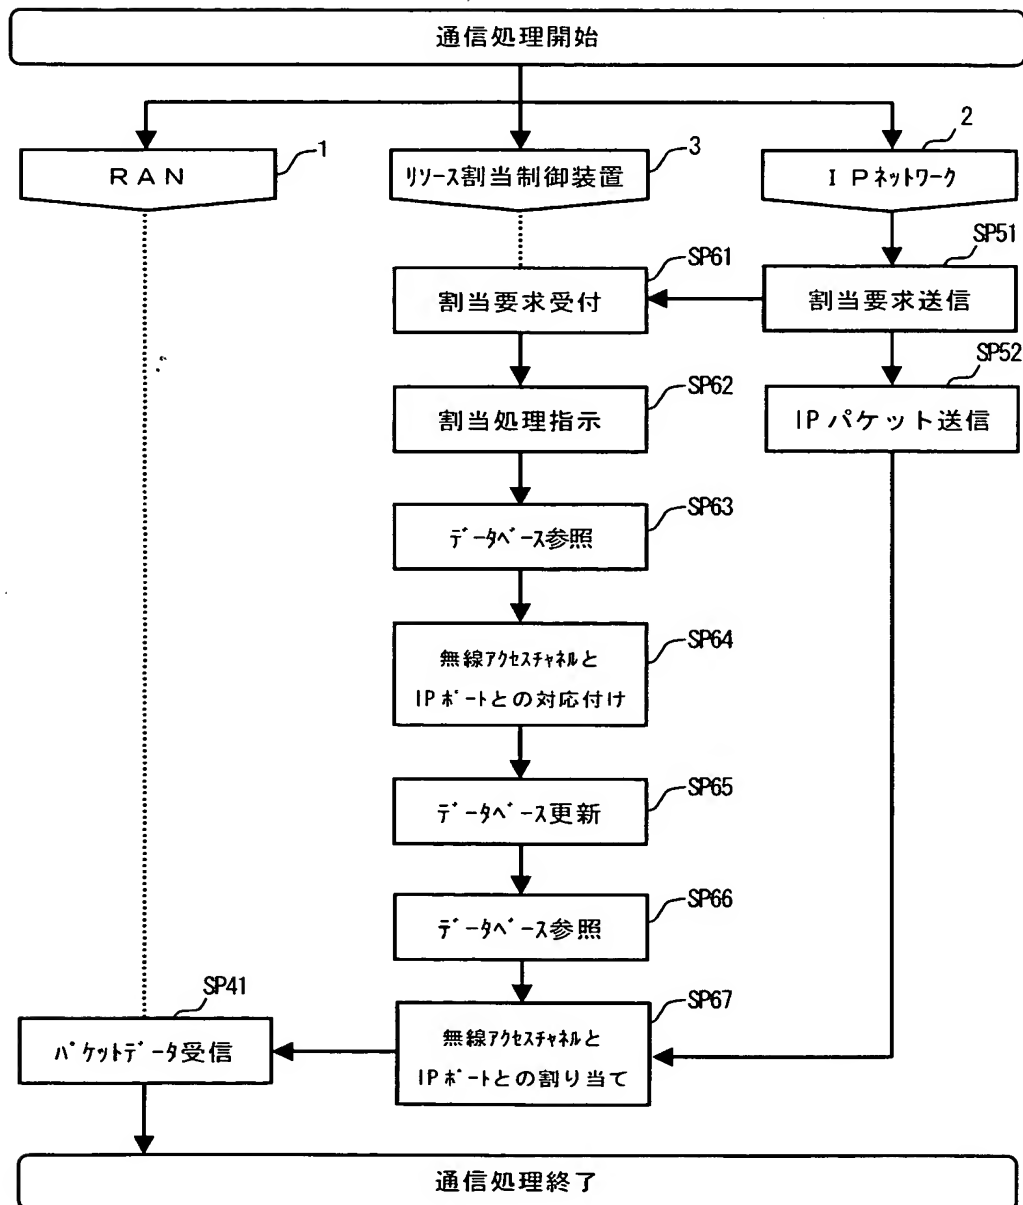 通信処理開始
1
3
2
RAN
リソース割当制御装置
IPネットワーク
SP51
SP61
割当要求受付
割当要求送信
SP52
SP62
割当処理指示
IPパケット送信
SP63
データベース参照
SP64
無線アクセスチャネルと
IPポートとの対応付け
SP65
データベース更新
SP66
データベース参照
SP41
SP67
パケットデータ受信
無線アクセスチャネルと
IPポートとの割り当て
通信処理終了